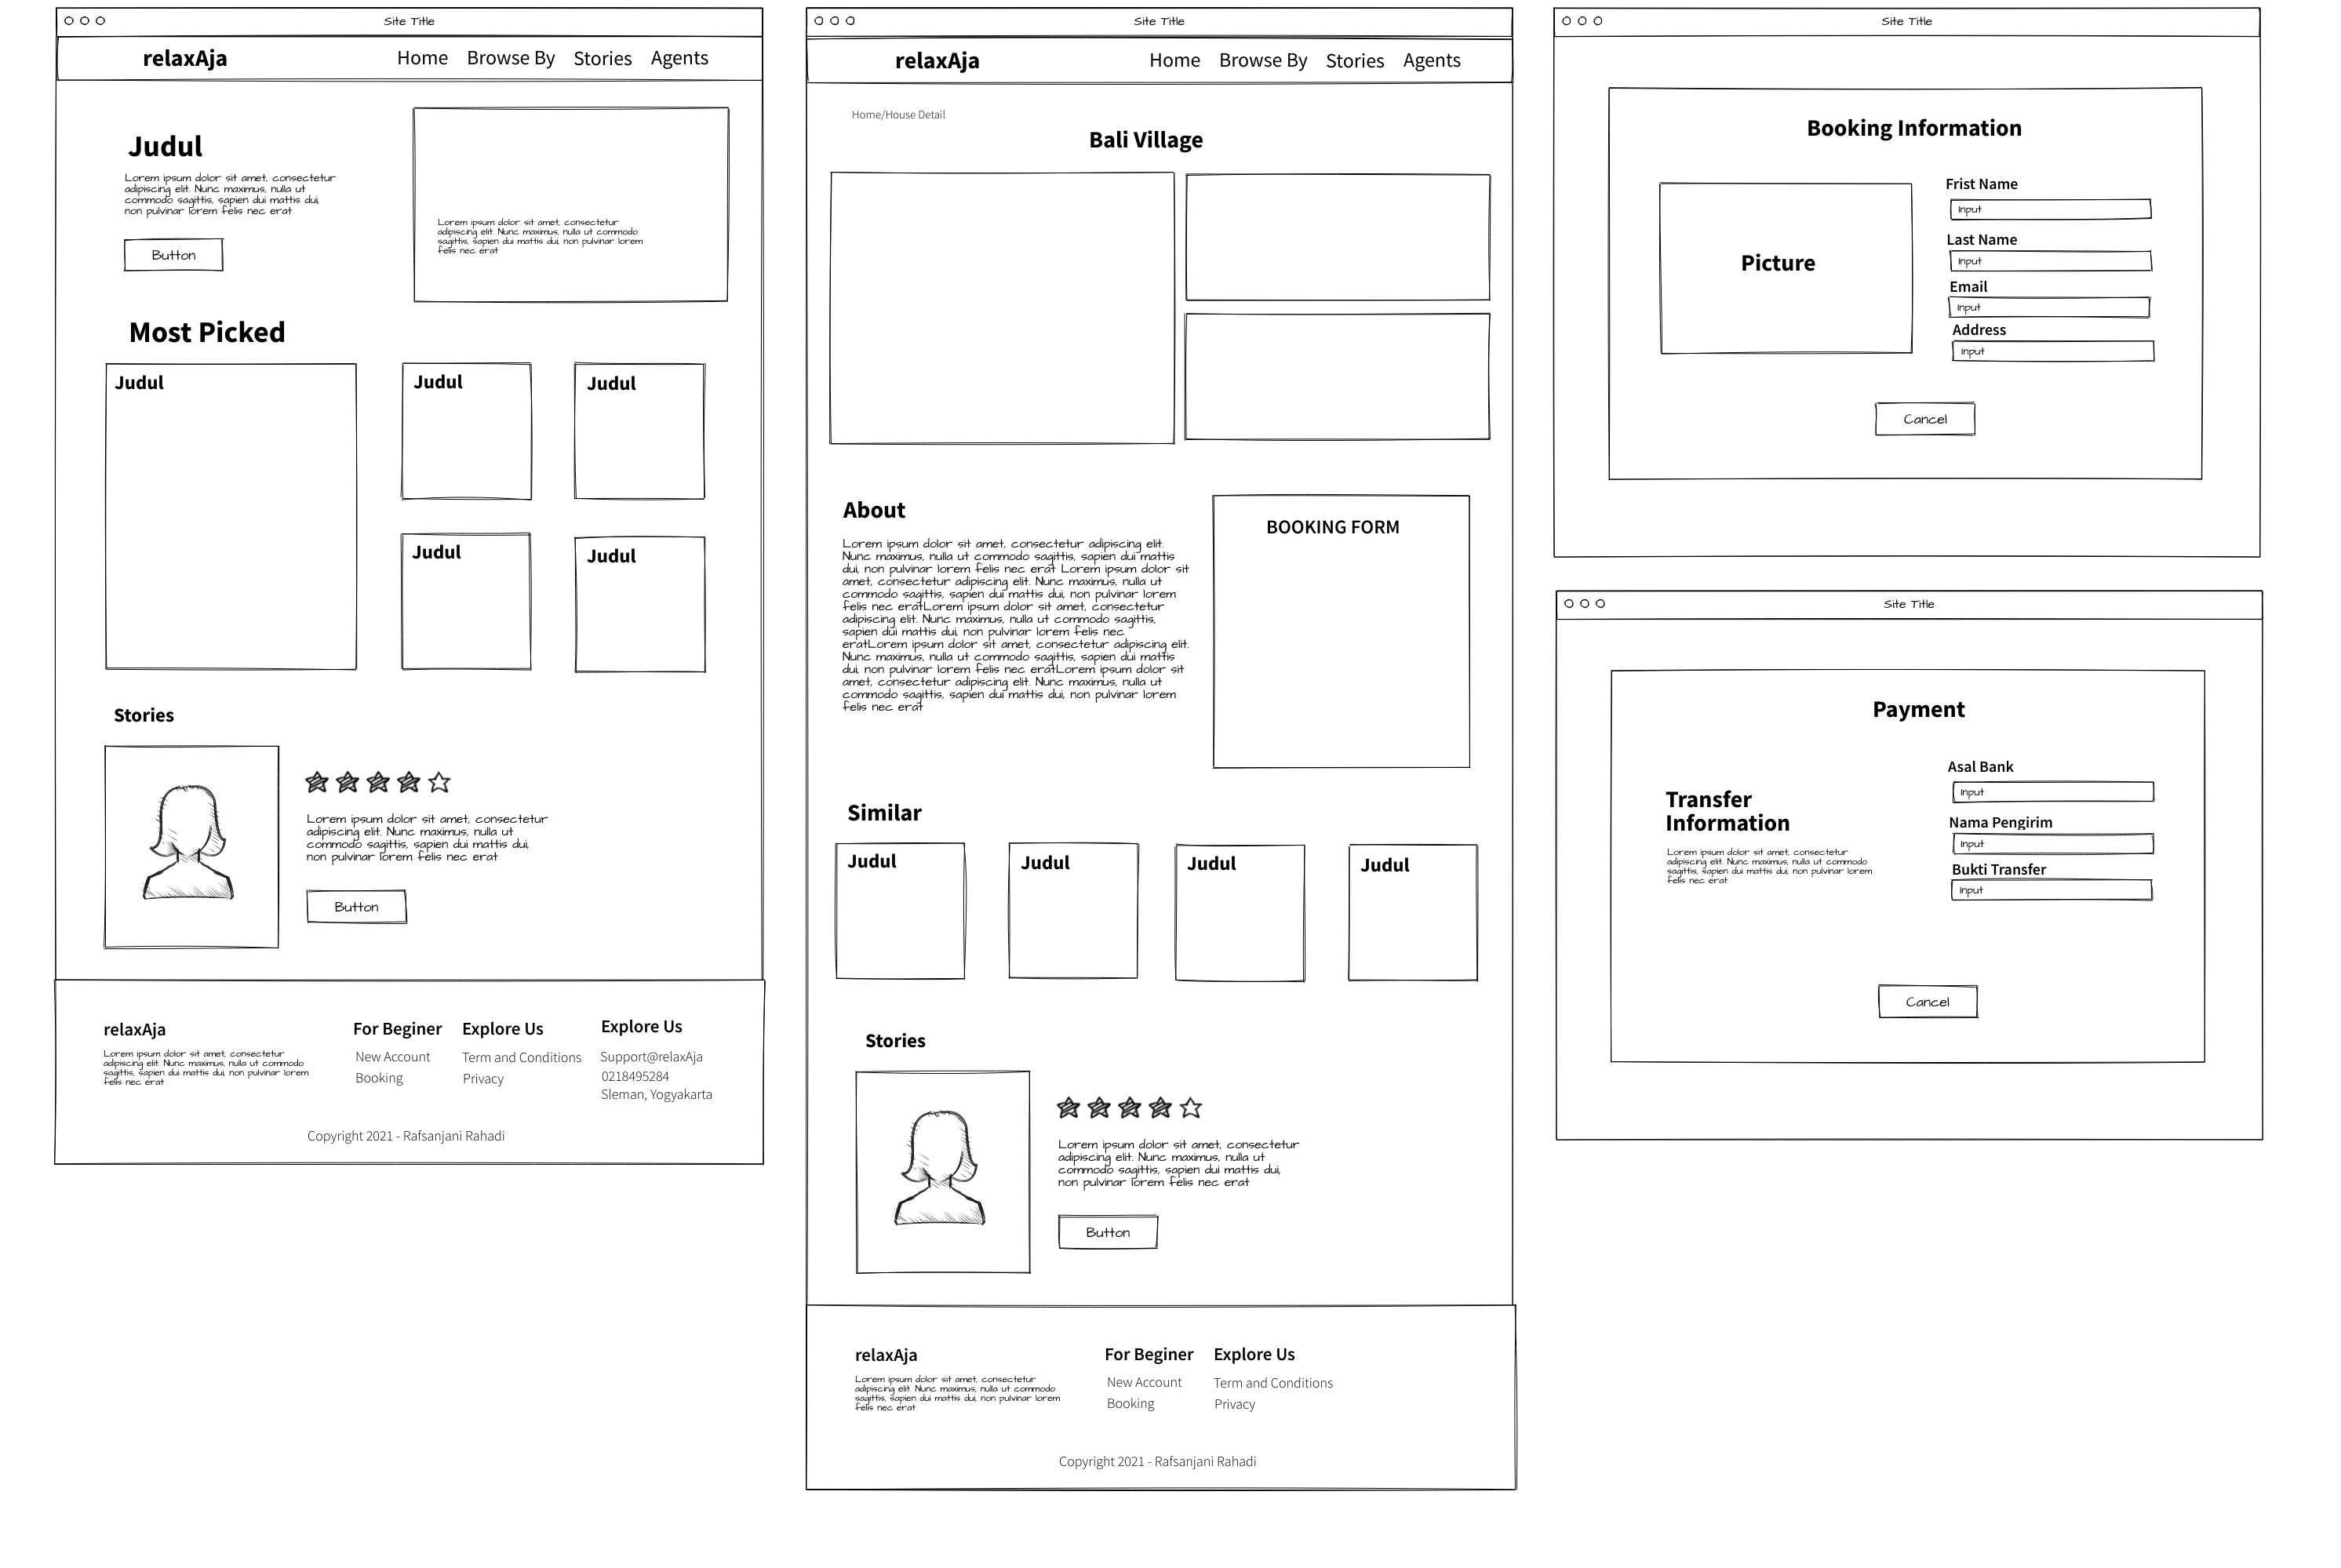 Site Title
relaxAja
Home Browse By Stories Agents
Judul
Lorem ipsum dolor sit amet, consectetur
adipiscing elit. Nunc maximus, nulla ut
commodo sagittis, sapien dui mattis dui,
non pulvinar lorem felis nec erat
Button
Lorem ipsum dolor sit amet, consectetur
adipiscing elit. Nunc maximus, nulla ut commodo
sagittis, sapien dui mattis dui, non pulvinar lorem
felis nec erat
Most Picked
Judul
Judul
Judul
Judul
Judul
Stories
Lorem ipsum dolor sit amet, consectetur
adipiscing elit. Nunc maximus, nulla ut
commodo sagittis, sapien dui mattis dui,
non pulvinar lorem felis nec erat
Button
relaxAja
Lorem ipsum dolor sit amet, consectetur
adipiscing elit. Nunc maximus, nulla ut commodo
sagittis, sapien dui mattis dui, non pulvinar lorem
felis nec erat
For Beginer
New Account
Booking
Explore Us
Term and Conditions
Privacy
Explore Us
Support@relaxAja
0218495284
Sleman, Yogyakarta
Copyright 2021 - Rafsanjani Rahadi
Site Title
relaxAja
Home Browse By Stories Agents
Home/House Detail
Bali Village
About
Lorem ipsum dolor sit amet, consectetur adipiscing elit.
Nunc maximus, nulla ut commodo sagittis, sapien dui mattis
dui, non pulvinar lorem felis nec erat Lorem ipsum dolor sit
amet, consectetur adipiscing elit. Nunc maximus, nulla ut
commodo sagittis, sapien dui mattis dui, non pulvinar lorem
felis nec eratLorem ipsum dolor sit amet, consectetur
adipiscing elit. Nunc maximus, nulla ut commodo sagittis,
sapien dui mattis dui, non pulvinar lorem felis nec
eratLorem ipsum dolor sit amet, consectetur adipiscing elit.
Nunc maximus, nulla ut commodo sagittis, sapien dui mattis
dui, non pulvinar lorem felis nec eratLorem ipsum dolor sit
amet, consectetur adipiscing elit. Nunc maximus, nulla ut
commodo sagittis, sapien dui mattis dui, non pulvinar lorem
felis nec erat
BOOKING FORM
Similar
Judul
Judul
Judul
Judul
Stories
Lorem ipsum dolor sit amet, consectetur
adipiscing elit. Nunc maximus, nulla ut
commodo sagittis, sapien dui mattis dui,
non pulvinar lorem felis nec erat
Button
relaxAja
Lorem ipsum dolor sit amet, consectetur
adipiscing elit. Nunc maximus, nulla ut commodo
sagittis, sapien dui mattis dui, non pulvinar lorem
felis nec erat
For Beginer
New Account
Booking
Explore Us
Term and Conditions
Privacy
Copyright 2021 - Rafsanjani Rahadi
Site Title
Booking Information
Picture
Frist Name
Input
Last Name
Input
Email
Input
Address
Input
Cancel
Site Title
Payment
Transfer
Information
Lorem ipsum dolor sit amet, consectetur
adipiscing elit. Nunc maximus, nulla ut commodo
sagittis, sapien dui mattis dui, non pulvinar lorem
felis nec erat
Asal Bank
Input
Nama Pengirim
Input
Bukti Transfer
Input
Cancel